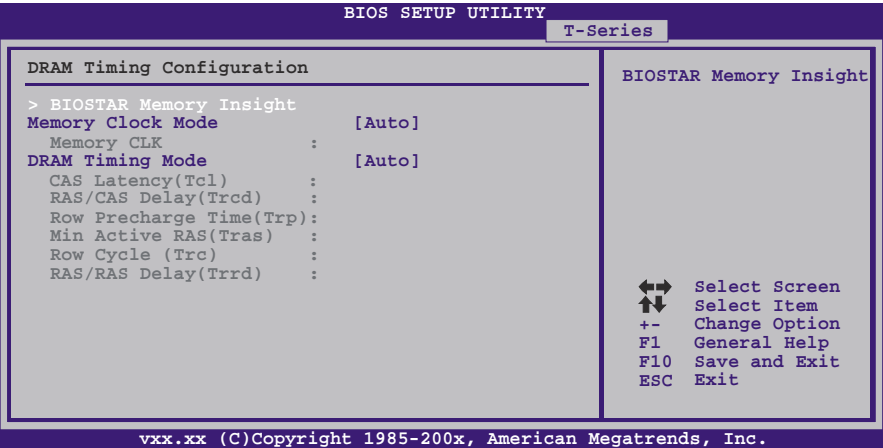 BIOS SETUP UTILITY
T-Series
DRAM Timing Configuration
> BIOSTAR Memory Insight
Memory Clock Mode [Auto]
Memory CLK :
DRAM Timing Mode [Auto]
CAS Latency(Tcl) :
RAS/CAS Delay(Trcd) :
Row Precharge Time(Trp):
Min Active RAS(Tras) :
Row Cycle (Trc) :
RAS/RAS Delay(Trrd) :
BIOSTAR Memory Insight
Select Screen
Select Item
+- Change Option
F1 General Help
F10 Save and Exit
ESC Exit
vxx.xx (C)Copyright 1985-200x, American Megatrends, Inc.